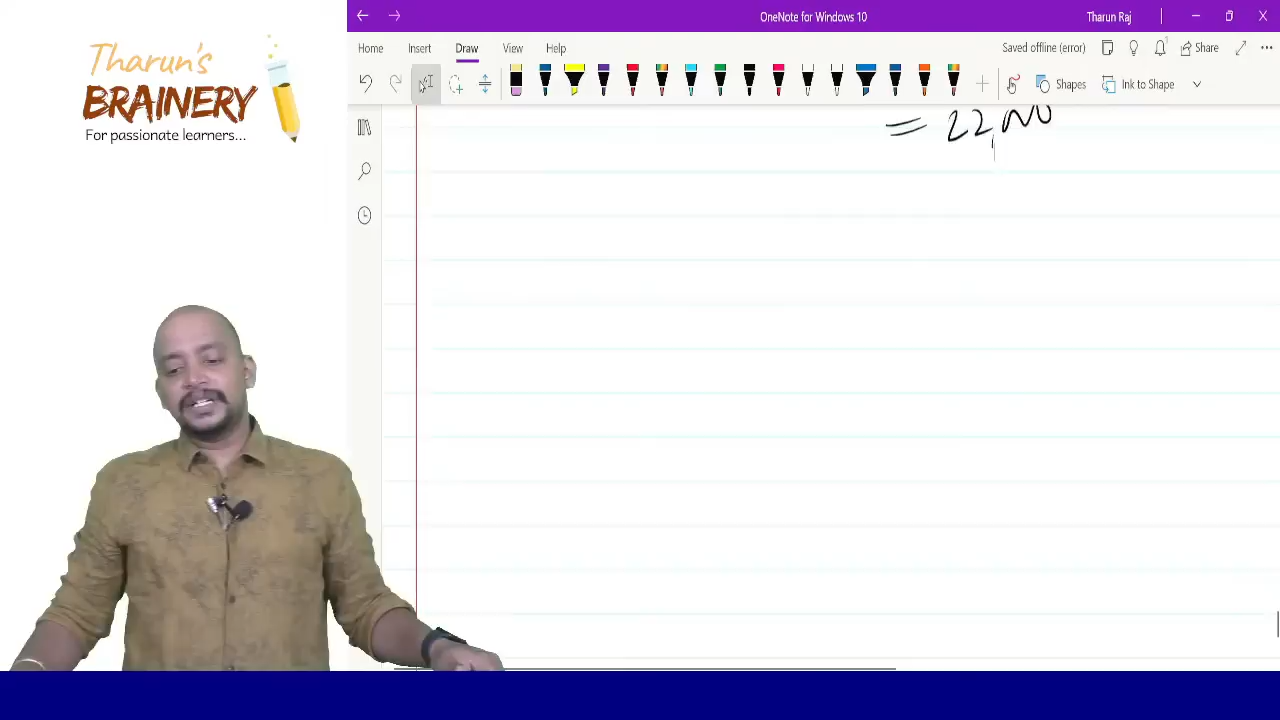 Tharun's
BRAINERY
For passionate learners...
OneNote for Windows 10
Tharun Raj
Home Insert Draw View Help
Saved offline (error) Share
Shapes Ink to Shape
= 22,